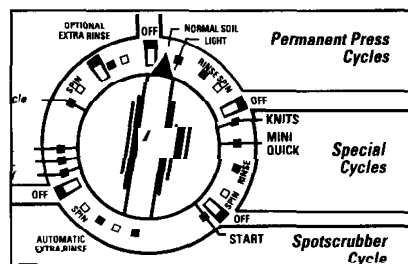 OPTIONAL
EXTRA RINSE
OFF
NORMAL SOIL
LIGHT
Permanent Press
Cycles
RINSE
SPIN
SPIN
OFF
KNITS
MINI
QUICK
Special
Cycles
RINSE
SPIN
OFF
OFF
SPIN
START
AUTOMATIC
EXTRA RINSE
Spotscrubber
Cycle